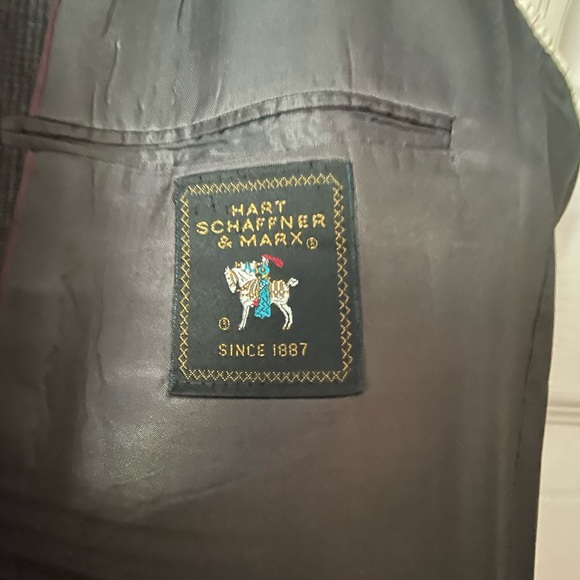 HART
SCHAFFNER
& MARX®
®
SINCE 1887